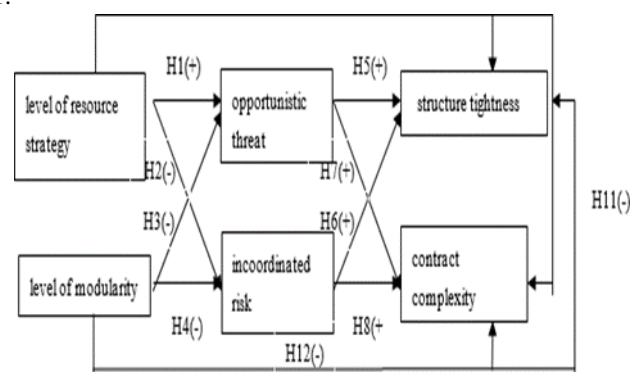 H1(+)
H5(+)
level of resource
strategy
opportunistic
threat
structure tightness
H2(-)
H7(+)
H3(-)
H6(+)
H11(-)
level of modularity
incoordinated
risk
contract
complexity
H4(-)
H8(+
H12(-)